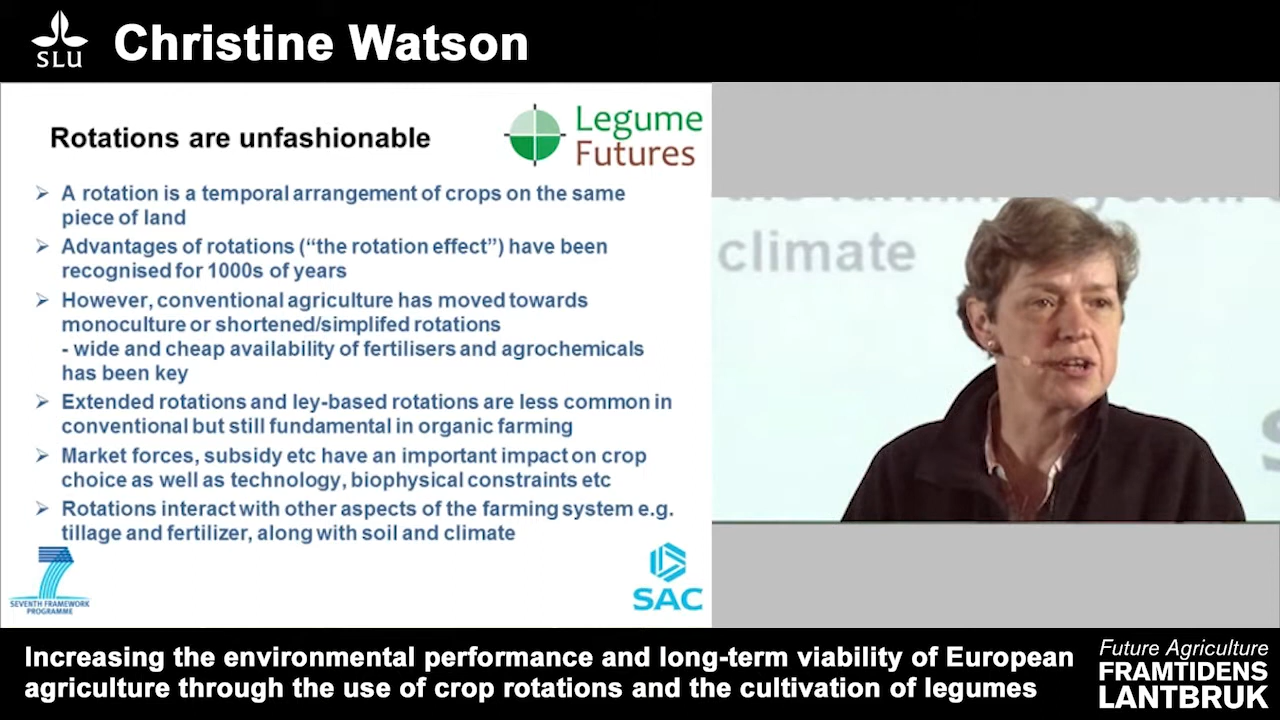 SLU
Christine Watson
Rotations are unfashionable
Legume
Futures
A rotation is a temporal arrangement of crops on the same
piece of land
Advantages of rotations (“the rotation effect”) have been
recognised for 1000s of years
However, conventional agriculture has moved towards
monoculture or shortened/simplifed rotations
- wide and cheap availability of fertilisers and agrochemicals
has been key
Extended rotations and ley-based rotations are less common in
conventional but still fundamental in organic farming
Market forces, subsidy etc have an important impact on crop
choice as well as technology, biophysical constraints etc
Rotations interact with other aspects of the farming system e.g.
tillage and fertilizer, along with soil and climate
7
SEVENTH FRAMEWORK
PROGRAMME
SAC
climate
Increasing the environmental performance and long-term viability of European
agriculture through the use of crop rotations and the cultivation of legumes
Future Agriculture
FRAMTIDENS
LANTBRUK